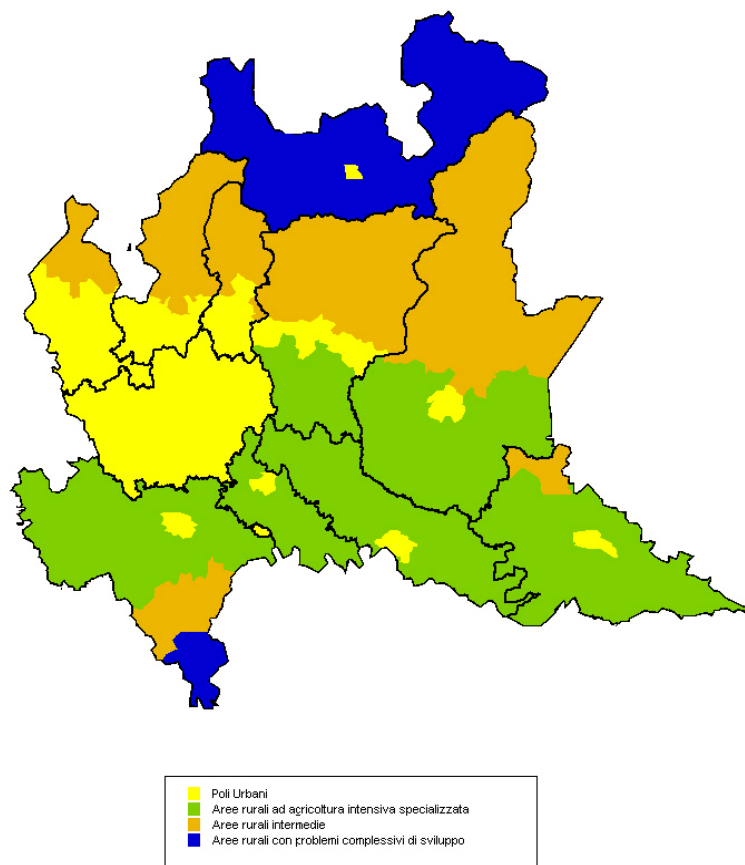 Poli Urbani
Aree rurali ad agricoltura intensiva specializzata
Aree rurali intermedie
Aree rurali con problemi complessivi di sviluppo